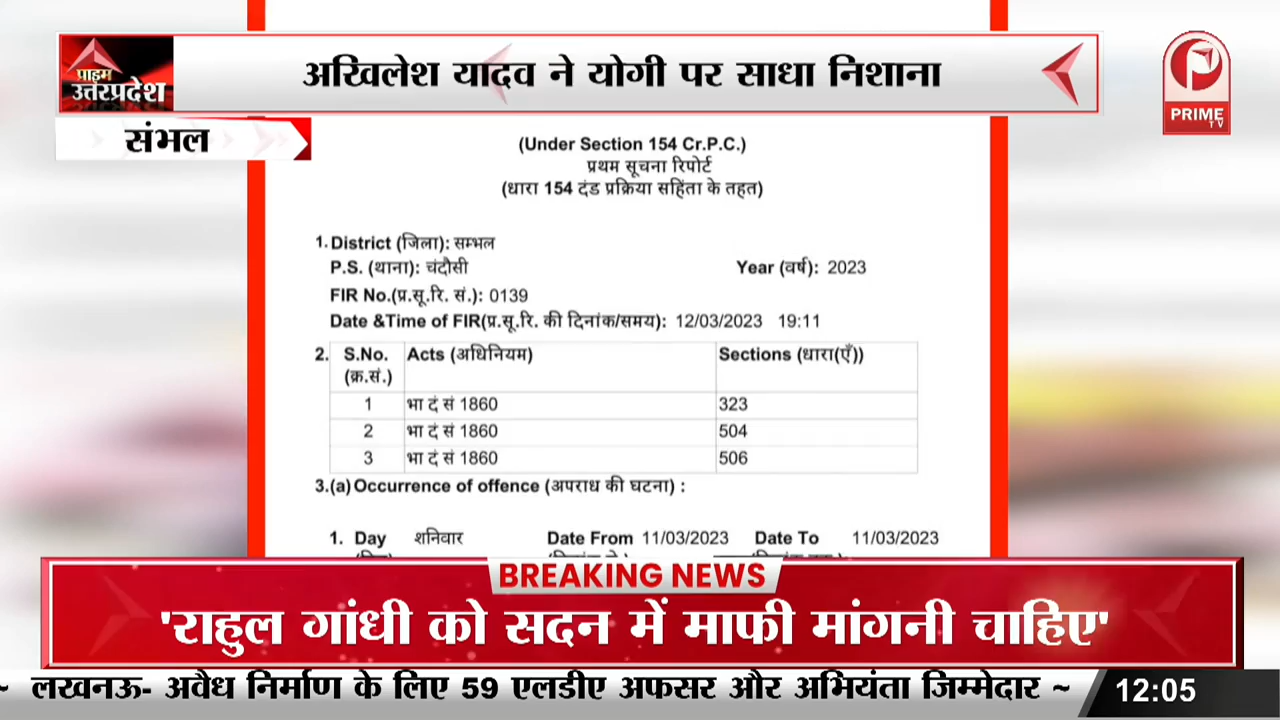 प्राइम
उत्तरप्रदेश
अखिलेश यादव ने योगी पर साधा निशाना
PRIME
TV
संभल
(Under Section 154 Cr.P.C.)
प्रथम सूचना रिपोर्ट
(धारा 154 दंड प्रक्रिया सहिंता के तहत)
1. District (जिला): सम्भल
P.S. (थाना): चंदौसी Year (वर्ष): 2023
FIR No.(प्र.सू.रि. सं.): 0139
Date &Time of FIR(प्र.सू.रि. की दिनांक/समय): 12/03/2023 19:11
2. S.No. Acts (अधिनियम) Sections (धारा(एँ))
(क्र.सं.)
1 भा दं सं 1860 323
2 भा दं सं 1860 504
3 भा दं सं 1860 506
3.(a) Occurrence of offence (अपराध की घटना) :
1. Day शनिवार Date From 11/03/2023 Date To 11/03/2023
BREAKING NEWS
'राहुल गांधी को सदन में माफी मांगनी चाहिए'
~ लखनऊ- अवैध निर्माण के लिए 59 एलडीए अफसर और अभियंता जिम्मेदार ~
12:05